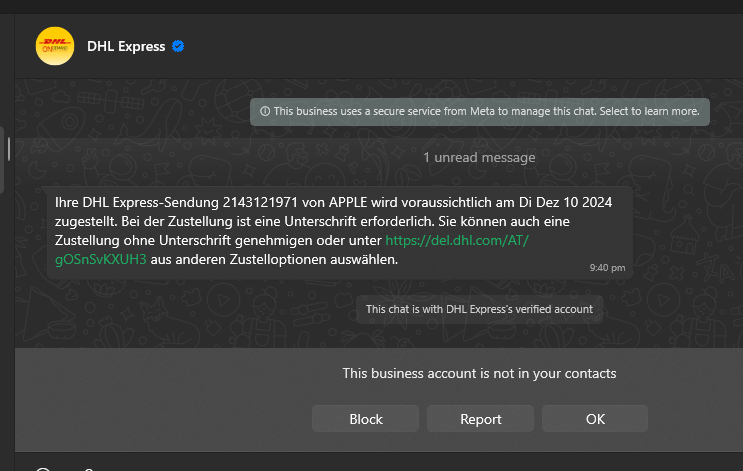 DHL
ON DEMAND
DHL Express
This business uses a secure service from Meta to manage this chat. Select to learn more.
1 unread message
Ihre DHL Express-Sendung 2143121971 von APPLE wird voraussichtlich am Di Dez 10 2024
zugestellt. Bei der Zustellung ist eine Unterschrift erforderlich. Sie können auch eine
Zustellung ohne Unterschrift genehmigen oder unter https://del.dhl.com/AT/
gOSnSvKXUH3 aus anderen Zustelloptionen auswählen.
9:40 pm
This chat is with DHL Express's verified account
This business account is not in your contacts
Block
Report
OK